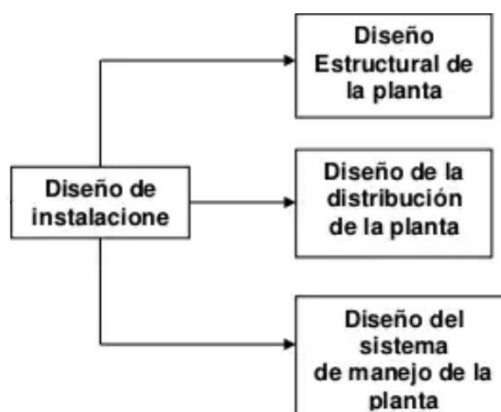 Diseño
Estructural de
la planta
Diseño de
instalacione
Diseño de la
distribución
de la planta
Diseño del
sistema
de manejo de la
planta